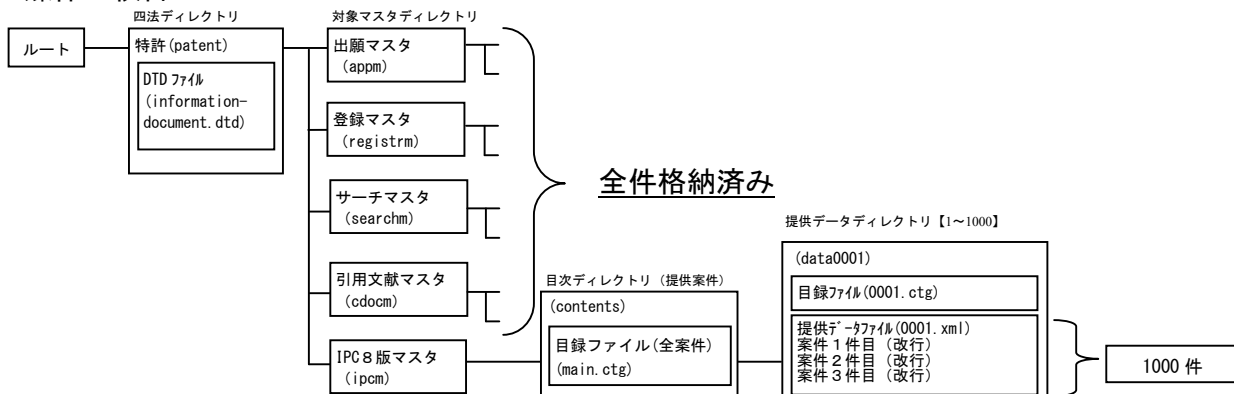 四法ディレクトリ
対象マスタディレクトリ
ルート
特許(patent)
DTD ﾌｧｲﾙ
(information-
document.dtd)
出願マスタ
(appm)
登録マスタ
(registrm)
サーチマスタ
(searchm)
引用文献マスタ
(cdocm)
IPC８版マスタ
(ipcm)
全件格納済み
目次ディレクトリ（提供案件）
(contents)
目録ファイル(全案件)
(main.ctg)
提供データディレクトリ【1～1000】
(data0001)
目録ﾌｧｲﾙ(0001.ctg)
提供ﾃﾞｰﾀﾌｧｲﾙ(0001.xml)
案件１件目（改行）
案件２件目（改行）
案件３件目（改行）
1000 件